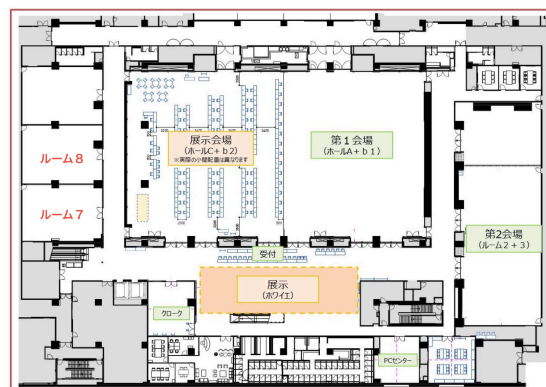 展示会場
(ホールC+b2)
※実際の小間配置は異なります
第1会場
(ホールA+b1)
ルーム8
ルーム7
第2会場
(ルーム2+3)
受付
展示
(ホワイエ)
クローク
PCセンター